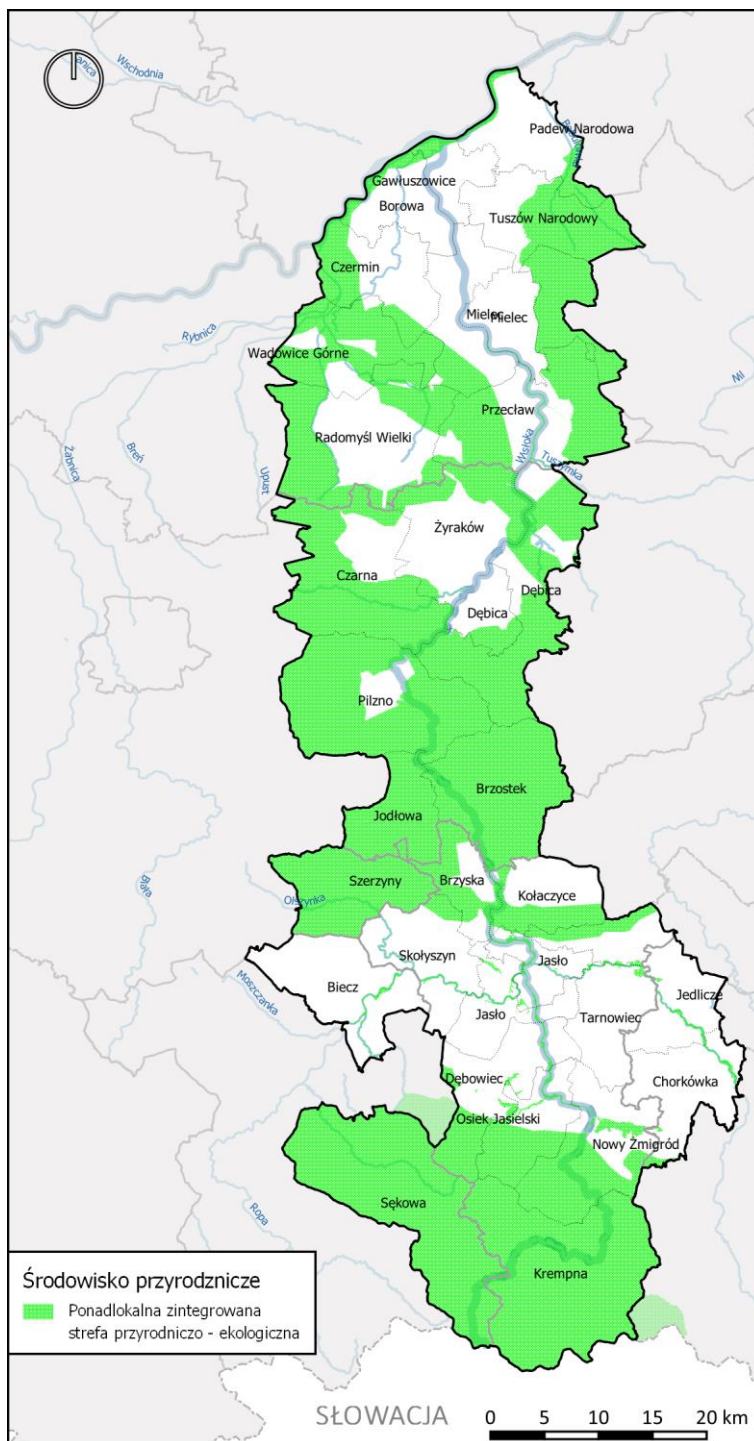 Wschodnia
Padew Narodowa
Gawłuszowice
Borowa
Tuszów Narodowy
Czermin
Rybnica
Mielec
Mielec
Wadowice Górne
Przecław
Radomyśl Wielki
Żabnica
Breń
Upust
Wisłoka
Tuszymka
Żyraków
Czarna
Dębica
Dębica
Pilzno
Brzostek
Jodłowa
Szerzyny
Brzyska
Kołaczyce
Biała
Olszynka
Skołyszyn
Jasło
Biecz
Moszczanka
Jedlicze
Jasło
Tarnowiec
Dębowiec
Chorkówka
Osiek Jasielski
Nowy Żmigród
Sękowa
Ropa
Krempna
Środowisko przyrodznicze
Ponadlokalna zintegrowana
strefa przyrodniczo - ekologiczna
SŁOWACJA
0 5 10 15 20 km